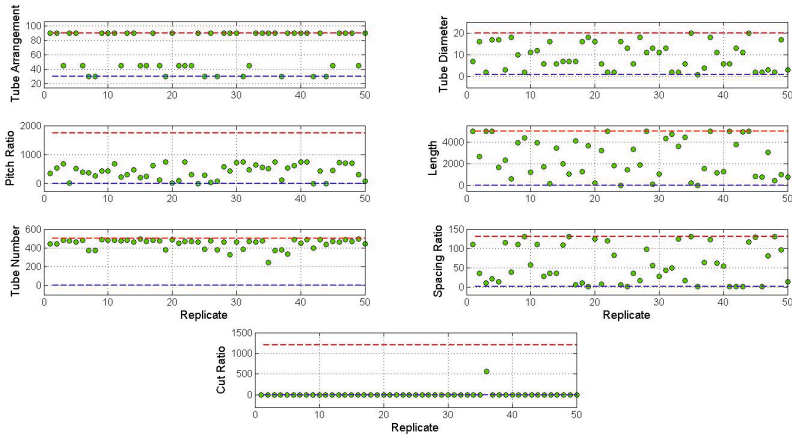 Tube Arrangement
100
80
60
40
20
0 10 20 30 40 50
Tube Diameter
20
10
0
0 10 20 30 40 50
Pitch Ratio
2000
1500
1000
500
0
0 10 20 30 40 50
Length
4000
2000
0
0 10 20 30 40 50
Tube Number
600
400
200
0
0 10 20 30 40 50
Replicate
Spacing Ratio
150
100
50
0
0 10 20 30 40 50
Replicate
Cut Ratio
1500
1000
500
0
0 10 20 30 40 50
Replicate